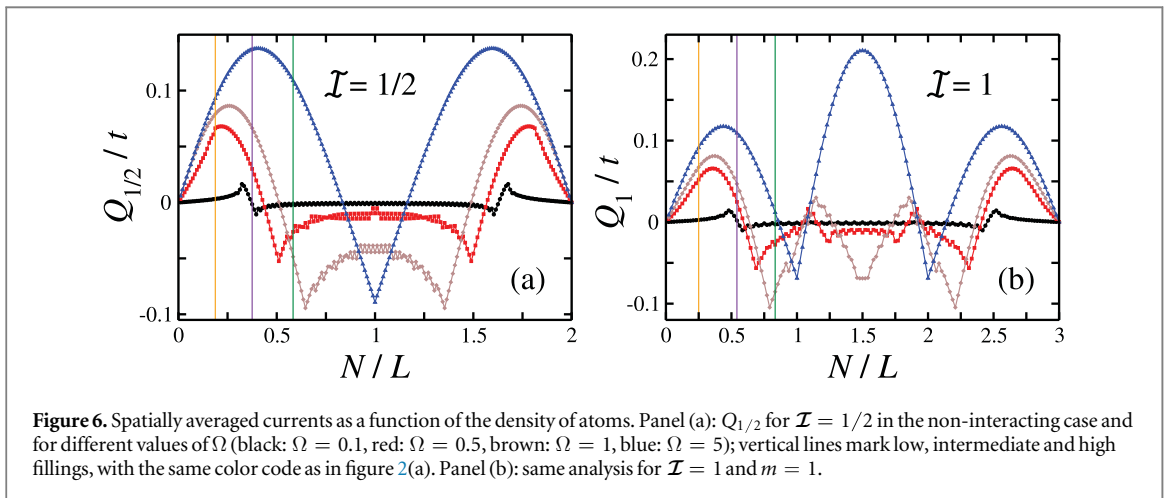 0.1
0
-0.1
Q1/2 / t
𝓘 = 1/2
(a)
0 0.5 1 1.5 2
N / L
0.2
0.1
0
-0.1
Q1 / t
𝓘 = 1
(b)
0 0.5 1 1.5 2 2.5 3
N / L
Figure 6. Spatially averaged currents as a function of the density of atoms. Panel (a): Q1/2 for 𝓘 = 1/2 in the non-interacting case and
for different values of Ω (black: Ω = 0.1, red: Ω = 0.5, brown: Ω = 1, blue: Ω = 5); vertical lines mark low, intermediate and high
fillings, with the same color code as in figure 2(a). Panel (b): same analysis for 𝓘 = 1 and m = 1.